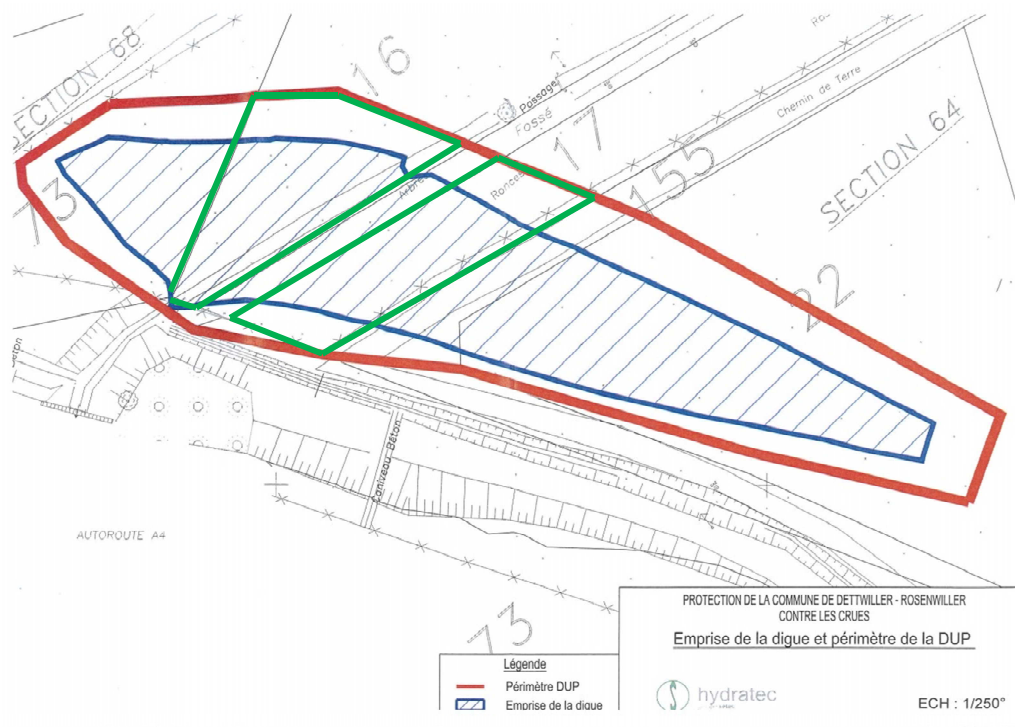 SECTION 68
16
Passage
Fossé
17
Chemin de Terre
155
SECTION 64
Arbre
Ronces
73
22
Caniveau Béton
AUTOROUTE A4
73
PROTECTION DE LA COMMUNE DE DETTWILLER - ROSENWILLER
CONTRE LES CRUES
Emprise de la digue et périmètre de la DUP
Légende
Périmètre DUP
Emprise de la digue
hydratec
ECH : 1/250°